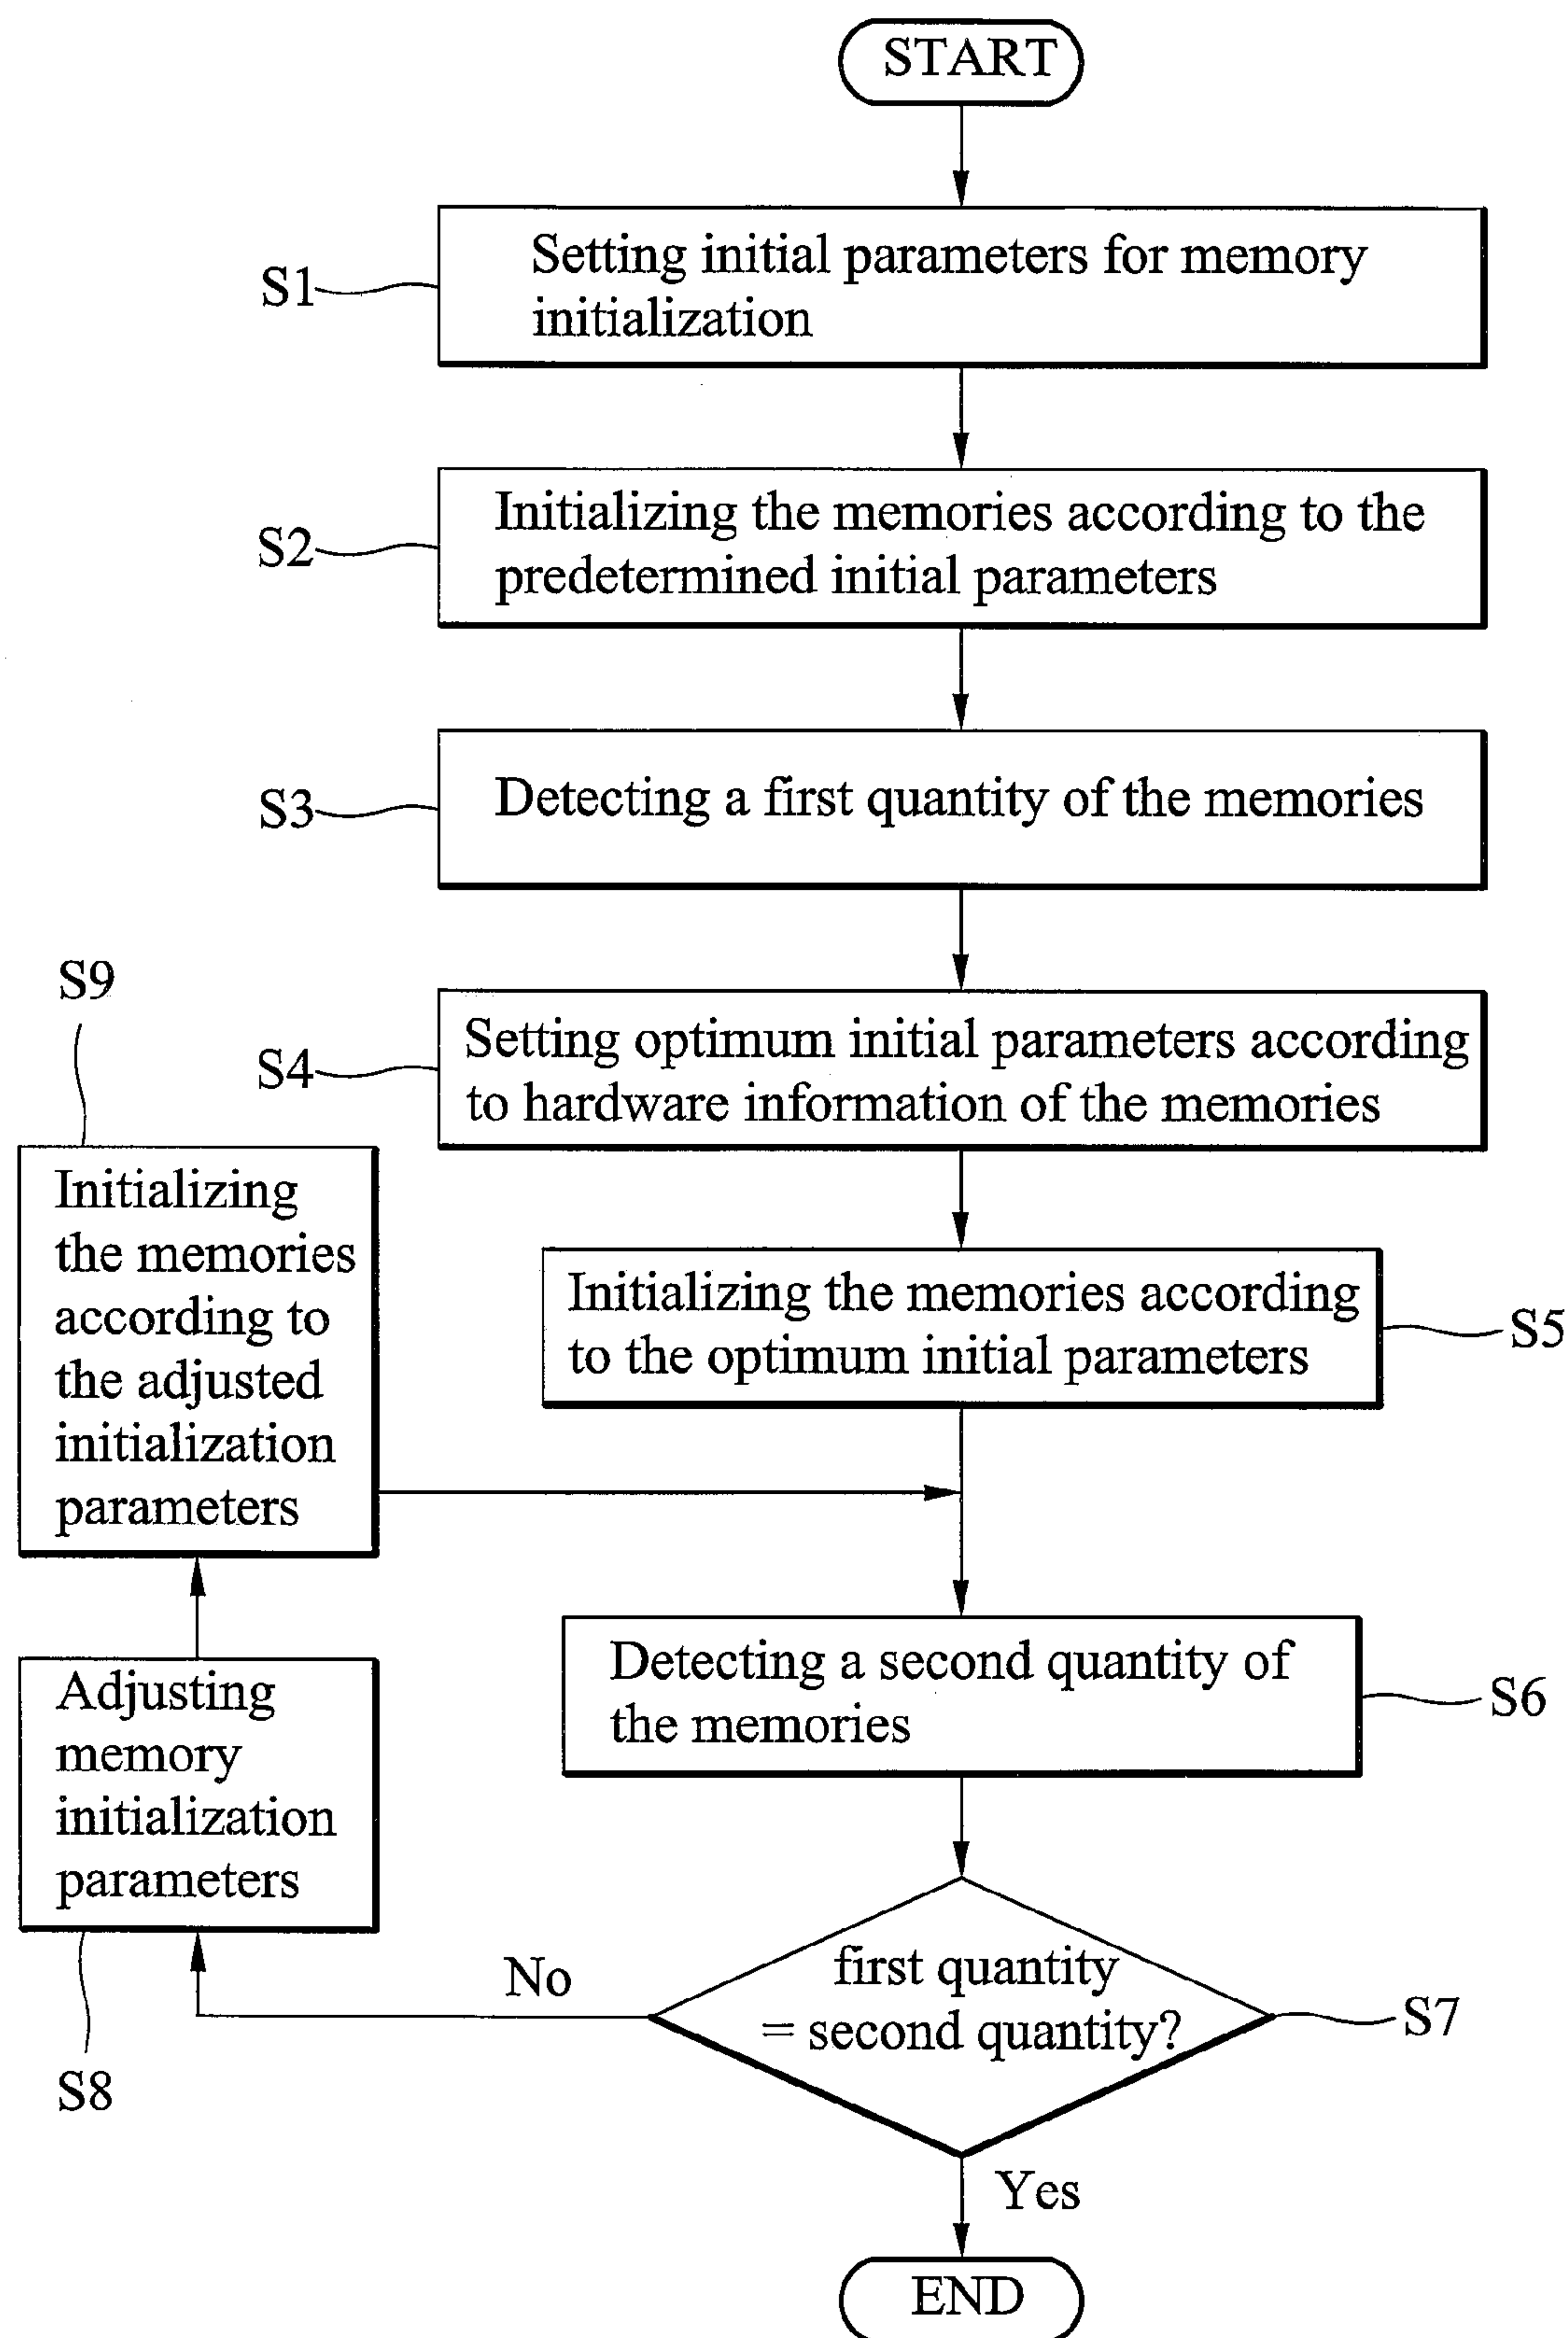 START
S1
Setting initial parameters for memory
initialization
S2
Initializing the memories according to the
predetermined initial parameters
S3
Detecting a first quantity of the memories
S4
Setting optimum initial parameters according
to hardware information of the memories
S9
Initializing
the memories
according to
the adjusted
initialization
parameters
Initializing the memories according
to the optimum initial parameters
S5
Detecting a second quantity of
the memories
S6
Adjusting
memory
initialization
parameters
S8
No
first quantity
= second quantity?
S7
Yes
END